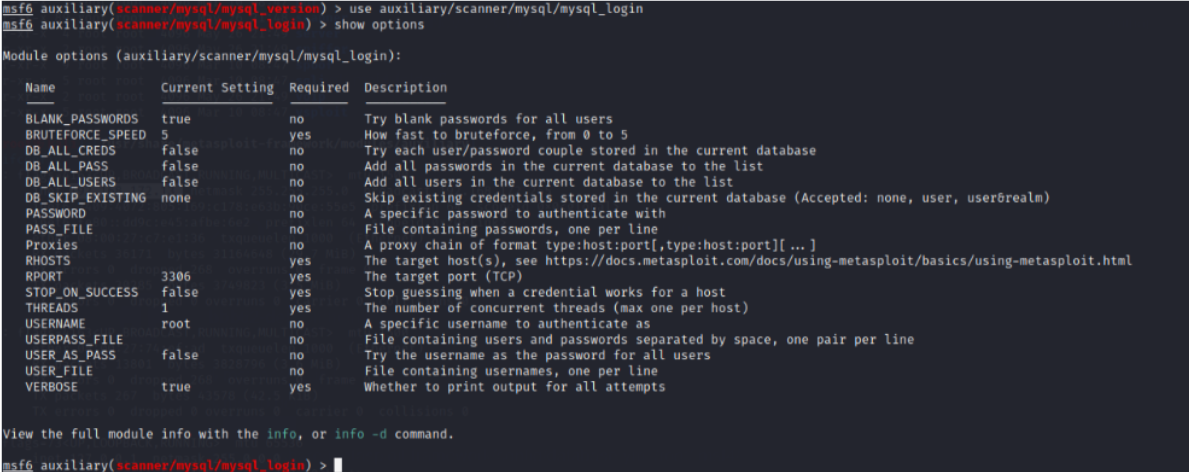 msf6 auxiliary(scanner/mysql/mysql_version) > use auxiliary/scanner/mysql/mysql_login
msf6 auxiliary(scanner/mysql/mysql_login) > show options
Module options (auxiliary/scanner/mysql/mysql_login):
Name Current Setting Required Description
BLANK_PASSWORDS true no Try blank passwords for all users
BRUTEFORCE_SPEED 5 yes How fast to bruteforce, from 0 to 5
DB_ALL_CREDS false no Try each user/password couple stored in the current database
DB_ALL_PASS false no Add all passwords in the current database to the list
DB_ALL_USERS false no Add all users in the current database to the list
DB_SKIP_EXISTING none no Skip existing credentials stored in the current database (Accepted: none, user, user&realm)
PASSWORD no A specific password to authenticate with
PASS_FILE no File containing passwords, one per line
Proxies no A proxy chain of format type:host:port[,type:host:port][ ... ]
RHOSTS yes The target host(s), see https://docs.metasploit.com/docs/using-metasploit/basics/using-metasploit.html
RPORT 3306 yes The target port (TCP)
STOP_ON_SUCCESS false yes Stop guessing when a credential works for a host
THREADS 1 yes The number of concurrent threads (max one per host)
USERNAME root no A specific username to authenticate as
USERPASS_FILE no File containing users and passwords separated by space, one pair per line
USER_AS_PASS false no Try the username as the password for all users
USER_FILE no File containing usernames, one per line
VERBOSE true yes Whether to print output for all attempts
View the full module info with the info, or info -d command.
msf6 auxiliary(scanner/mysql/mysql_login) >